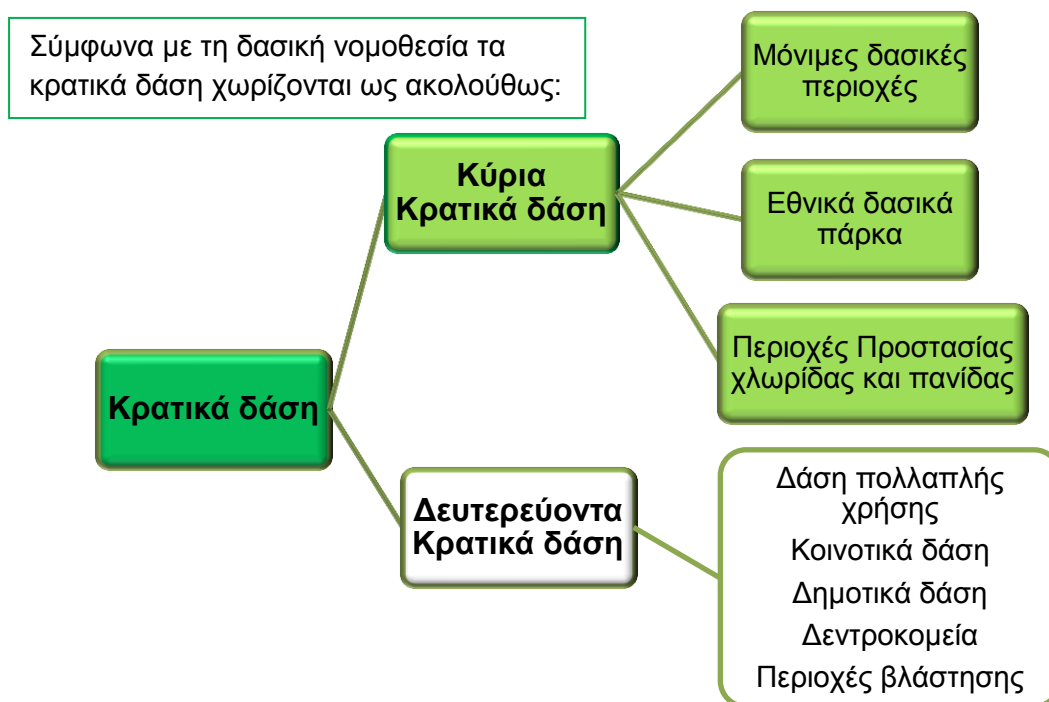 Σύμφωνα με τη δασική νομοθεσία τα
κρατικά δάση χωρίζονται ως ακολούθως:
Μόνιμες δασικές
περιοχές
Κύρια
Κρατικά δάση
Εθνικά δασικά
πάρκα
Περιοχές Προστασίας
χλωρίδας και πανίδας
Κρατικά δάση
Δευτερεύοντα
Κρατικά δάση
Δάση πολλαπλής
χρήσης
Κοινοτικά δάση
Δημοτικά δάση
Δεντροκομεία
Περιοχές βλάστησης